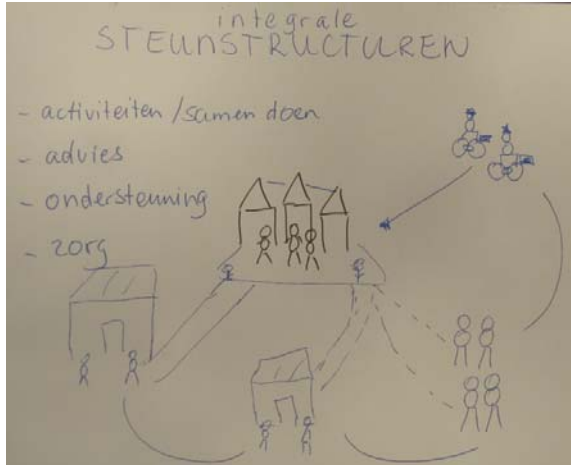 integrale
STEUNSTRUCTUREN
- activiteiten / samen doen
- advies
- ondersteuning
- zorg